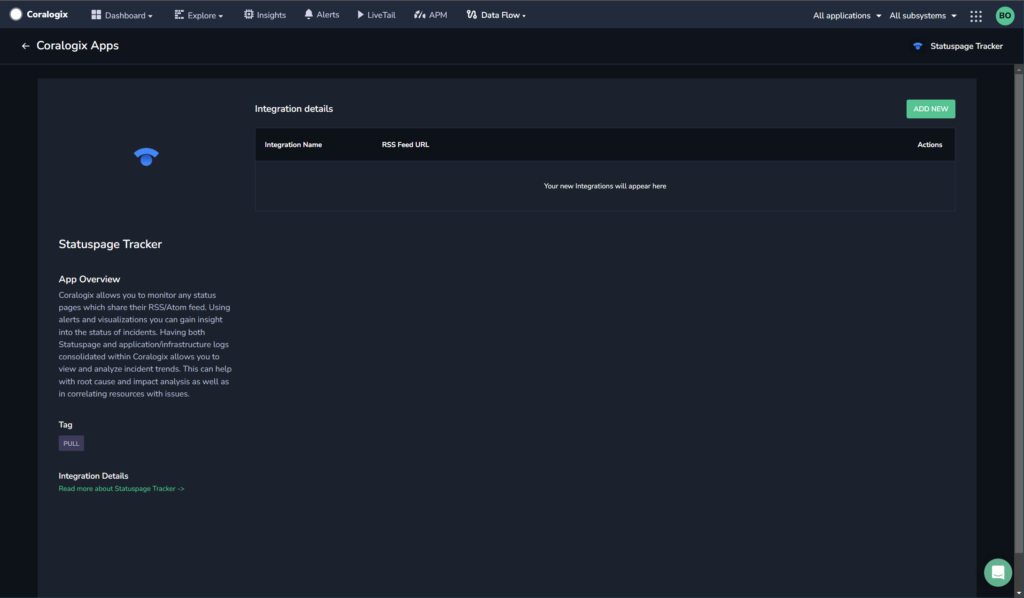 Coralogix Dashboard Explore Insights Alerts LiveTail APM Data Flow All applications All subsystems BO
← Coralogix Apps Statuspage Tracker
Integration details ADD NEW
Integration Name RSS Feed URL Actions
Your new Integrations will appear here
Statuspage Tracker
App Overview
Coralogix allows you to monitor any status
pages which share their RSS/Atom feed. Using
alerts and visualizations you can gain insight
into the status of incidents. Having both
Statuspage and application/infrastructure logs
consolidated within Coralogix allows you to
view and analyze incident trends. This can help
with root cause and impact analysis as well as
in correlating resources with issues.
Tag
PULL
Integration Details
Read more about Statuspage Tracker ->